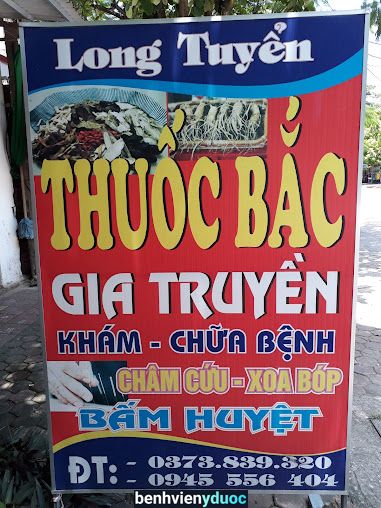 Long Tuyển
THUỐC BẮC
GIA TRUYỀN
KHÁM - CHỮA BỆNH
CHÂM CỨU - XOA BÓP
BẤM HUYỆT
ĐT: - 0373.839.320
- 0945 556 404
benhvienyduoc